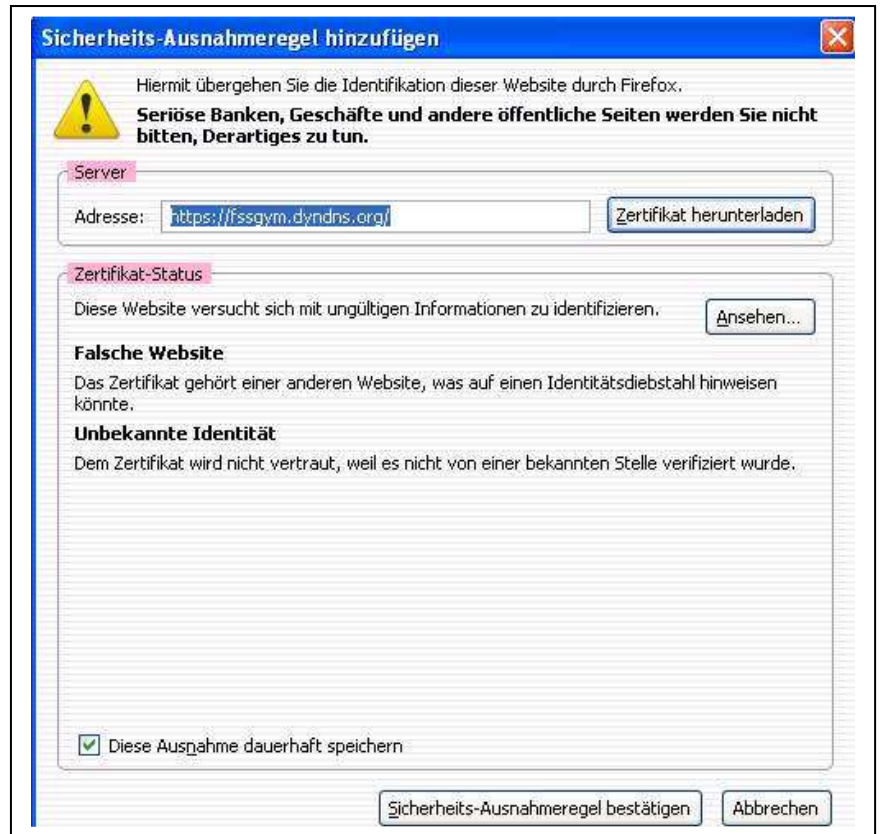 Sicherheits-Ausnahmeregel hinzufügen
Hiermit übergehen Sie die Identifikation dieser Website durch Firefox.
Seriöse Banken, Geschäfte und andere öffentliche Seiten werden Sie nicht
bitten, Derartiges zu tun.
Server
Adresse: https://fssgym.dyndns.org/ Zertifikat herunterladen
Zertifikat-Status
Diese Website versucht sich mit ungültigen Informationen zu identifizieren. Ansehen...
Falsche Website
Das Zertifikat gehört einer anderen Website, was auf einen Identitätsdiebstahl hinweisen
könnte.
Unbekannte Identität
Dem Zertifikat wird nicht vertraut, weil es nicht von einer bekannten Stelle verifiziert wurde.
Diese Ausnahme dauerhaft speichern
Sicherheits-Ausnahmeregel bestätigen Abbrechen